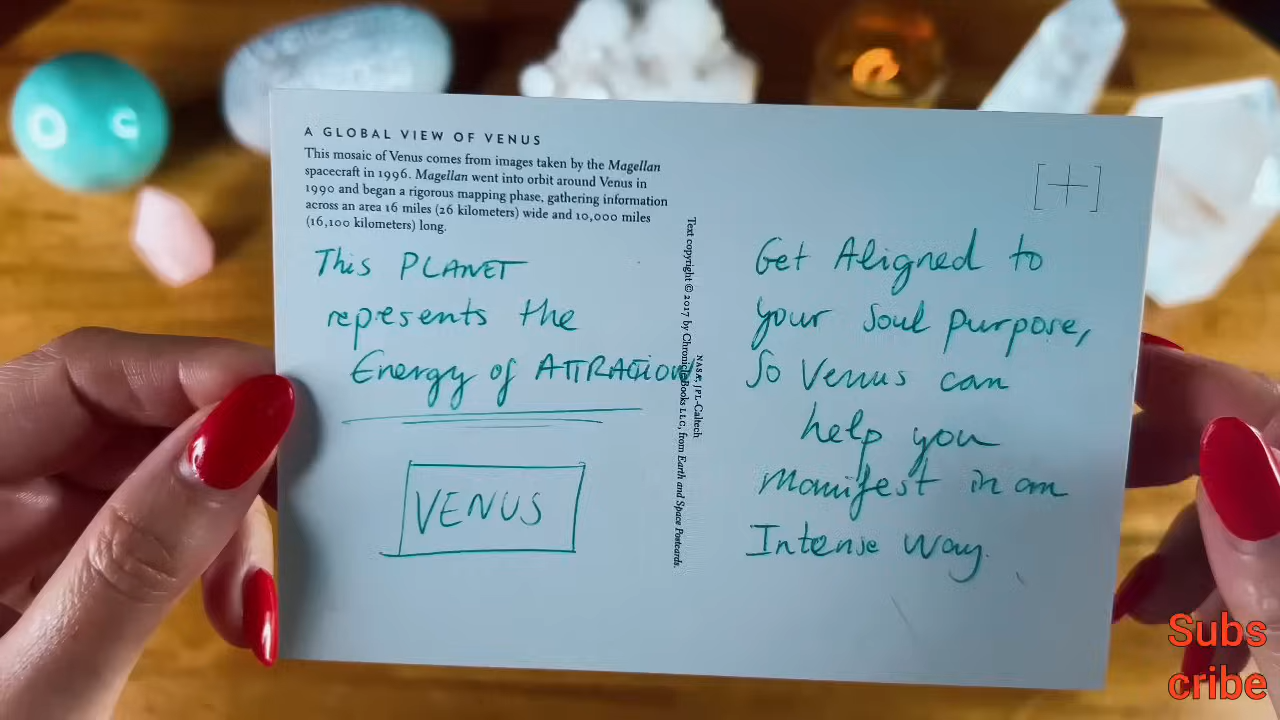 A GLOBAL VIEW OF VENUS
This mosaic of Venus comes from images taken by the Magellan
spacecraft in 1996. Magellan went into orbit around Venus in
1990 and began a rigorous mapping phase, gathering information
across an area 16 miles (26 kilometers) wide and 10,000 miles
(16,100 kilometers) long.
This PLANET
represents the
Energy of ATTRACTION
VENUS
Text copyright © 2017 by Chronicle Books LLC, from Earth and Space Postcards.
NASA, JPL-Caltech
[+]
Get Aligned to
your Soul purpose,
So Venus can
help you
manifest in an
Intense way.
Subs
cribe